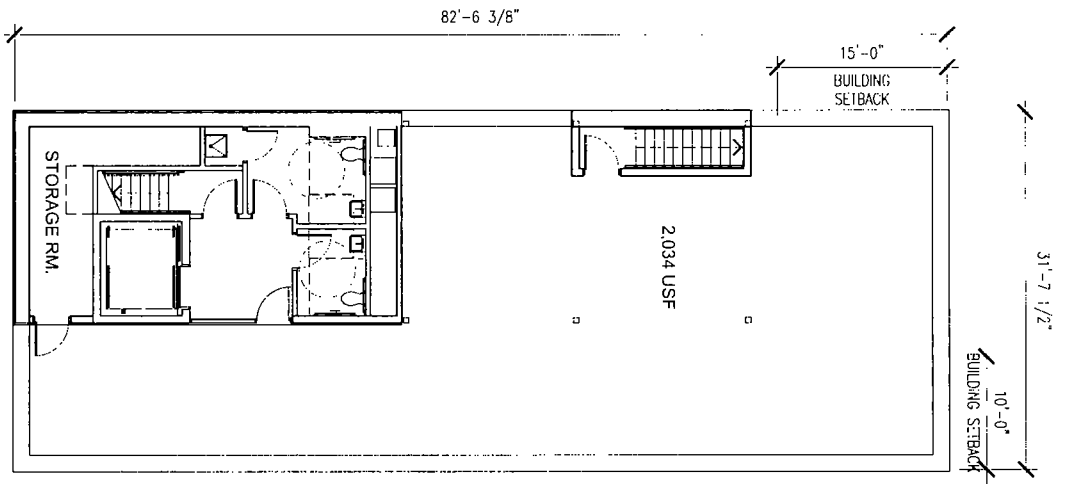 82'-6 3/8"
15'-0"
BUILDING
SETBACK
STORAGE RM.
2,034 USF
31'-7 1/2"
10'-0"
BUILDING SETBACK